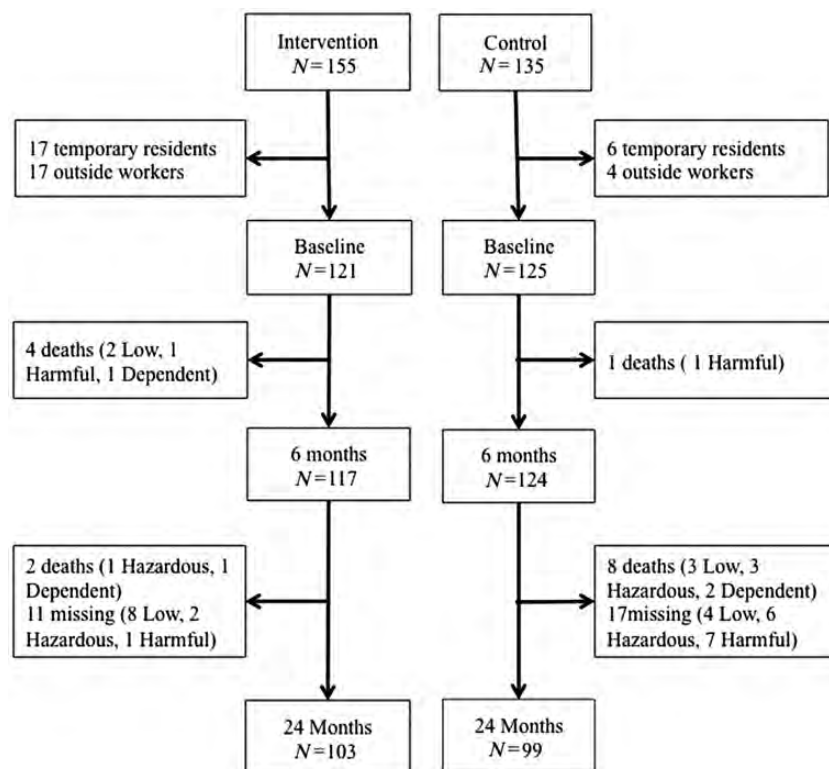 Intervention
N=155
Control
N=135
17 temporary residents
17 outside workers
6 temporary residents
4 outside workers
Baseline
N=121
Baseline
N=125
4 deaths (2 Low, 1
Harmful, 1 Dependent)
1 deaths ( 1 Harmful)
6 months
N=117
6 months
N=124
2 deaths (1 Hazardous, 1
Dependent)
11 missing (8 Low, 2
Hazardous, 1 Harmful)
8 deaths (3 Low, 3
Hazardous, 2 Dependent)
17missing (4 Low, 6
Hazardous, 7 Harmful)
24 Months
N=103
24 Months
N=99